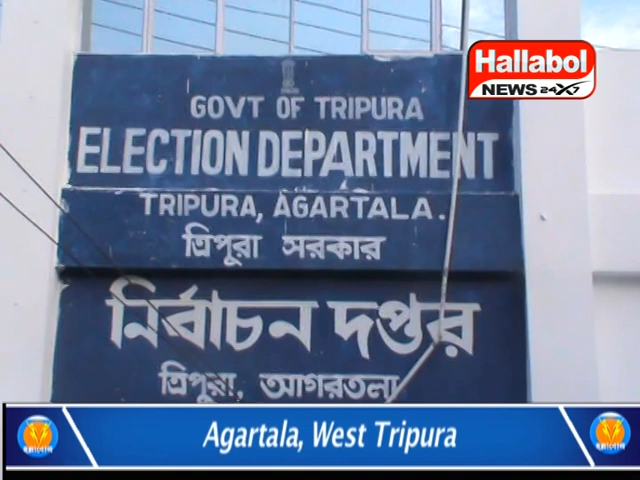 Hallabol
NEWS 24X7
GOVT OF TRIPURA
ELECTION DEPARTMENT
TRIPURA, AGARTALA.
ত্রিপুরা সরকার
নির্বাচন দপ্তর
ত্রিপুরা, আগরতলা
Agartala, West Tripura